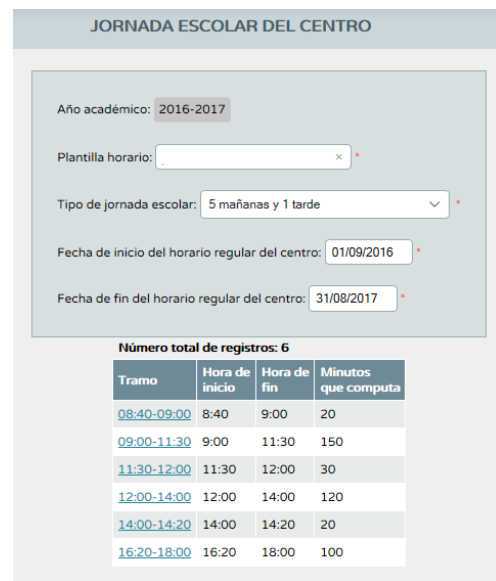 JORNADA ESCOLAR DEL CENTRO
Año académico: 2016-2017
Plantilla horario: × *
Tipo de jornada escolar: 5 mañanas y 1 tarde *
Fecha de inicio del horario regular del centro: 01/09/2016 *
Fecha de fin del horario regular del centro: 31/08/2017 *
Número total de registros: 6
Tramo Hora de inicio Hora de fin Minutos que computa
08:40-09:00 8:40 9:00 20
09:00-11:30 9:00 11:30 150
11:30-12:00 11:30 12:00 30
12:00-14:00 12:00 14:00 120
14:00-14:20 14:00 14:20 20
16:20-18:00 16:20 18:00 100